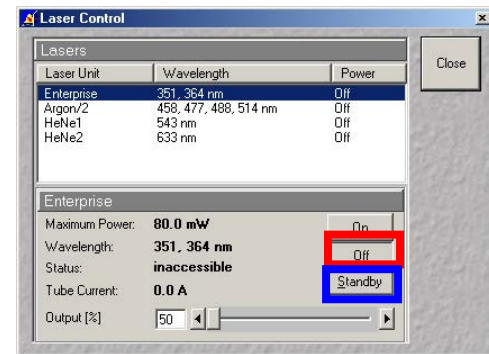 Laser Control
Lasers
Close
Laser Unit Wavelength Power
Enterprise 351, 364 nm Off
Argon/2 458, 477, 488, 514 nm Off
HeNe1 543 nm Off
HeNe2 633 nm Off
Enterprise
Maximum Power: 80.0 mW On
Wavelength: 351, 364 nm Off
Status: inaccessible
Standby
Tube Current: 0.0 A
Output [%] 50